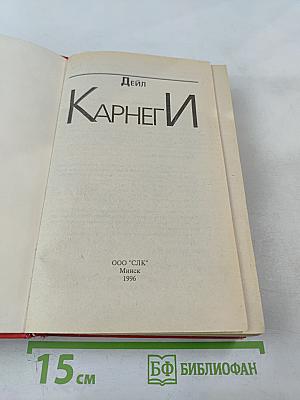 Дейл
КарнегИ
ООО "СЛК"
Минск
1996
15 см
БФ БИБЛИОФАН